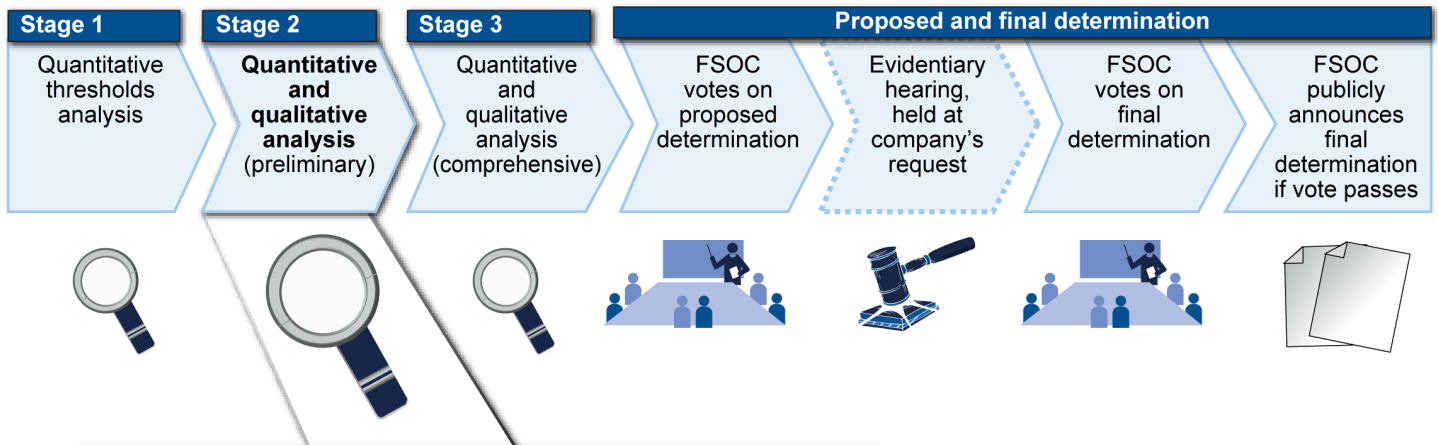 Stage 1
Quantitative
thresholds
analysis
Stage 2
Quantitative
and
qualitative
analysis
(preliminary)
Stage 3
Quantitative
and
qualitative
analysis
(comprehensive)
Proposed and final determination
FSOC
votes on
proposed
determination
Evidentiary
hearing,
held at
company’s
request
FSOC
votes on
final
determination
FSOC
publicly
announces
final
determination
if vote passes